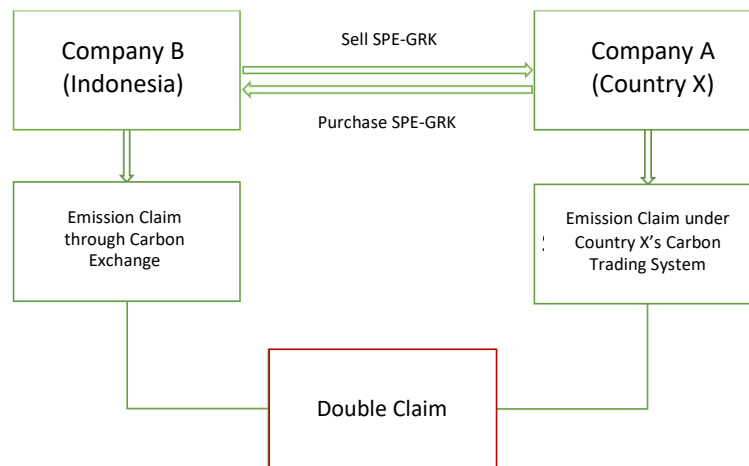 Company B
(Indonesia)
Sell SPE-GRK
Purchase SPE-GRK
Company A
(Country X)
Emission Claim
through Carbon
Exchange
Emission Claim under
Country X's Carbon
Trading System
Double Claim